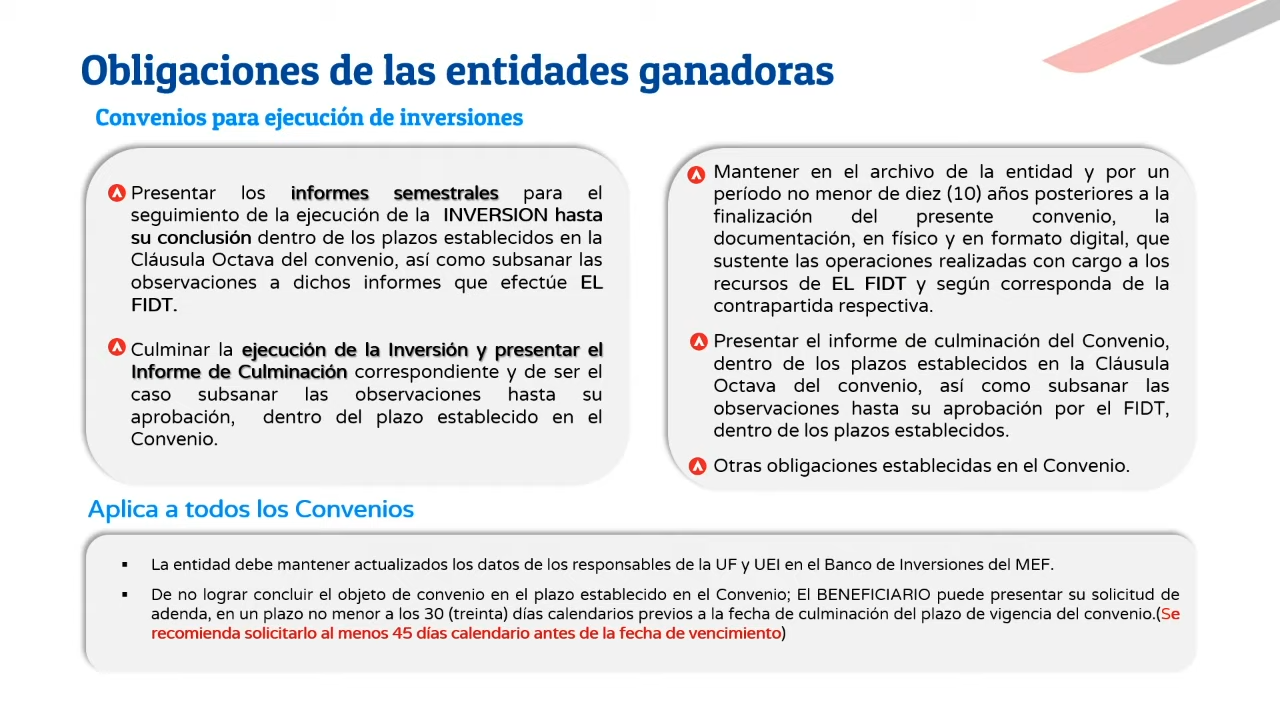 Obligaciones de las entidades ganadoras
Convenios para ejecución de inversiones
Presentar los informes semestrales para el
seguimiento de la ejecución de la INVERSION hasta
su conclusión dentro de los plazos establecidos en la
Cláusula Octava del convenio, así como subsanar las
observaciones a dichos informes que efectúe EL
FIDT.
Culminar la ejecución de la Inversión y presentar el
Informe de Culminación correspondiente y de ser el
caso subsanar las observaciones hasta su
aprobación, dentro del plazo establecido en el
Convenio.
Mantener en el archivo de la entidad y por un
período no menor de diez (10) años posteriores a la
finalización del presente convenio, la
documentación, en físico y en formato digital, que
sustente las operaciones realizadas con cargo a los
recursos de EL FIDT y según corresponda de la
contrapartida respectiva.
Presentar el informe de culminación del Convenio,
dentro de los plazos establecidos en la Cláusula
Octava del convenio, así como subsanar las
observaciones hasta su aprobación por el FIDT,
dentro de los plazos establecidos.
Otras obligaciones establecidas en el Convenio.
Aplica a todos los Convenios
▪ La entidad debe mantener actualizados los datos de los responsables de la UF y UEI en el Banco de Inversiones del MEF.
▪ De no lograr concluir el objeto de convenio en el plazo establecido en el Convenio; El BENEFICIARIO puede presentar su solicitud de
adenda, en un plazo no menor a los 30 (treinta) días calendarios previos a la fecha de culminación del plazo de vigencia del convenio.(Se
recomienda solicitarlo al menos 45 días calendario antes de la fecha de vencimiento)